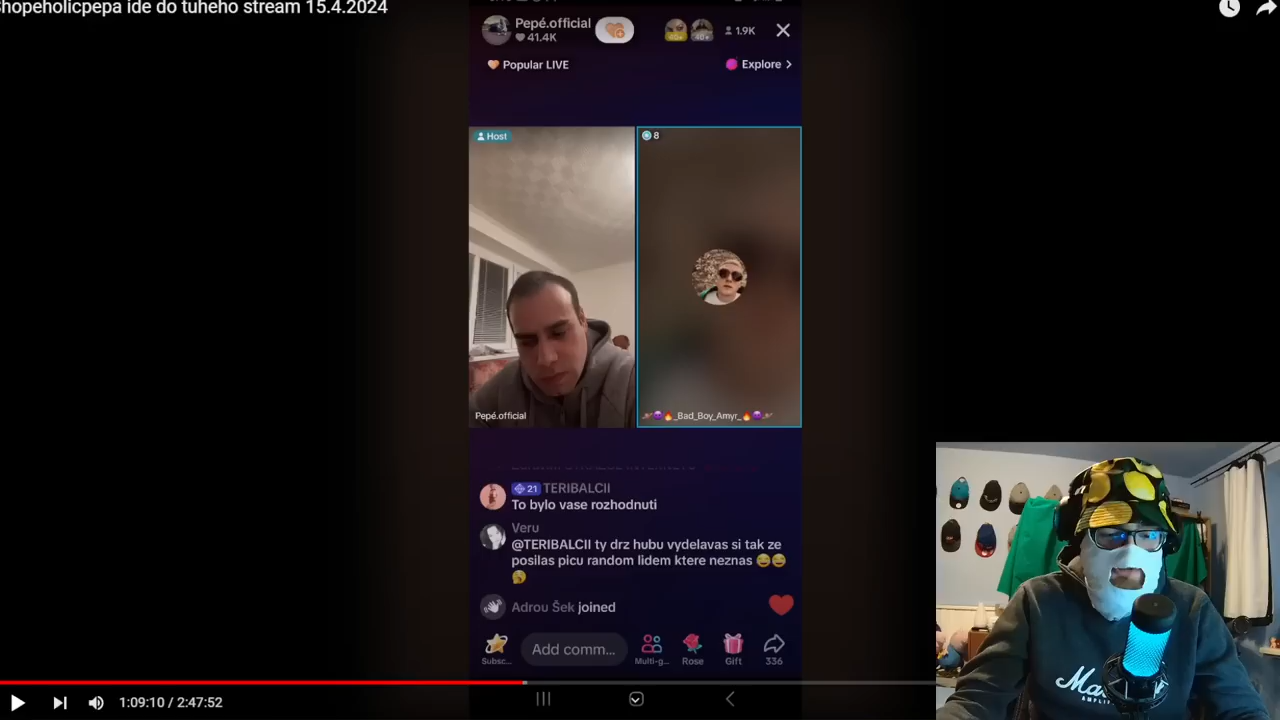 hopeholicpepa ide do tuheho stream 15.4.2024
Pepé.official
41.4K
1.9K
Popular LIVE
Explore
Host
8
Pepé.official
_Bad_Boy_Amyr_
21 TERIBALCII
To bylo vase rozhodnuti
Veru
@TERIBALCII ty drz hubu vydelavas si tak ze
posilas picu random lidem ktere neznas
Adrou Šek joined
Add comm...
Subsc...
Multi-g...
Rose
Gift
336
1:09:10 / 2:47:52